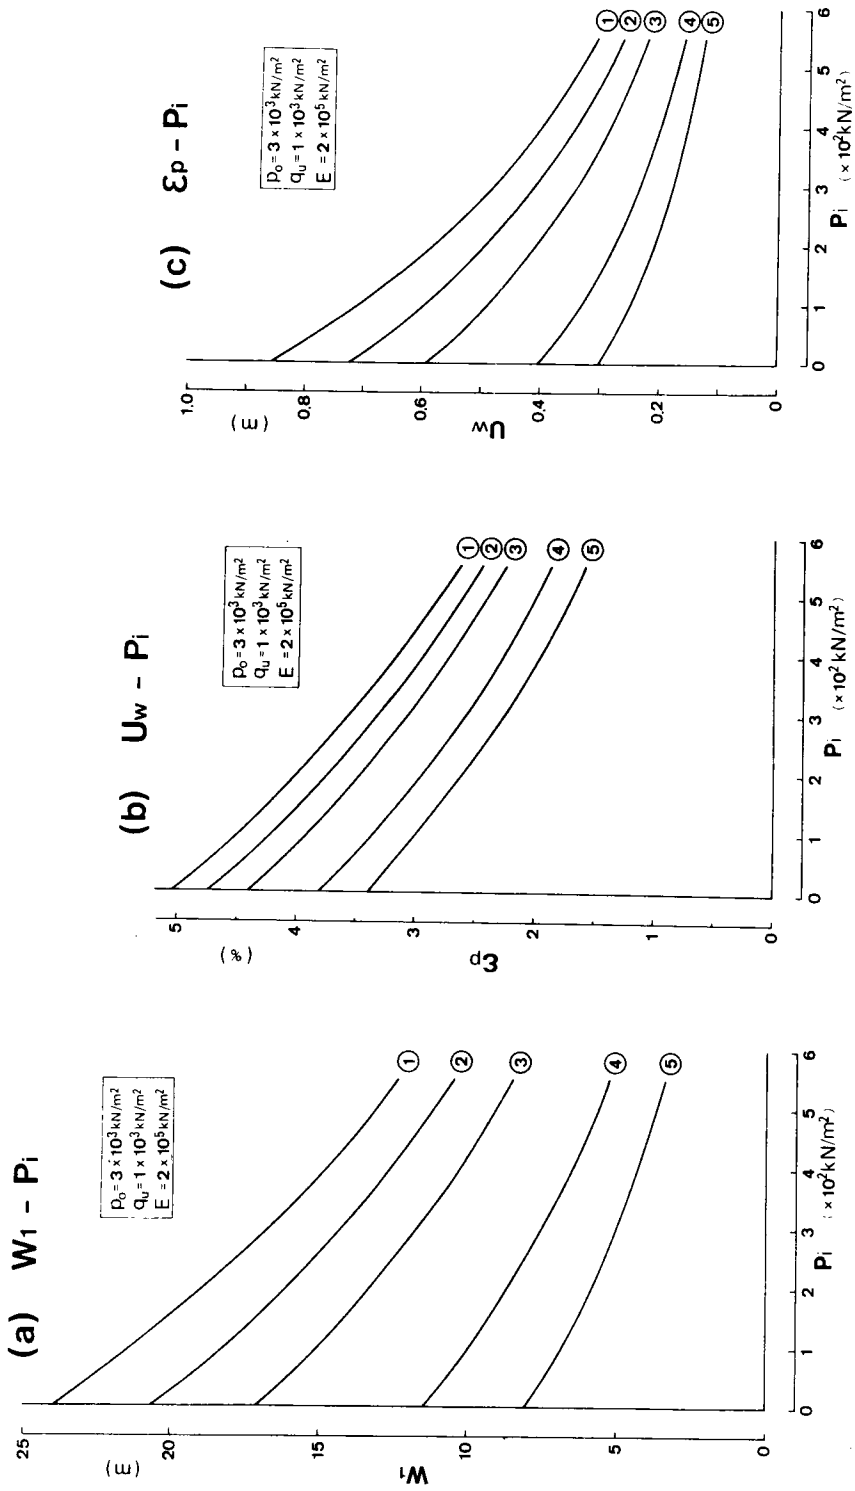 (a) W1 – Pi
p₀ = 3 × 10³ kN/m²
qᵤ = 1 × 10³ kN/m²
E = 2 × 10⁵ kN/m²
25
20
15
10
5
0
(m)
W1
① ② ③ ④ ⑤
0 1 2 3 4 5 6
Pi (×10² kN/m²)
(b) Uw – Pi
p₀ = 3 × 10³ kN/m²
qᵤ = 1 × 10³ kN/m²
E = 2 × 10⁵ kN/m²
5
4
3
2
1
0
(%)
εp
① ② ③ ④ ⑤
0 1 2 3 4 5 6
Pi (×10² kN/m²)
(c) εp – Pi
p₀ = 3 × 10³ kN/m²
qᵤ = 1 × 10³ kN/m²
E = 2 × 10⁵ kN/m²
1.0
0.8
0.6
0.4
0.2
0
(m)
Uw
① ② ③ ④ ⑤
0 1 2 3 4 5 6
Pi (×10² kN/m²)